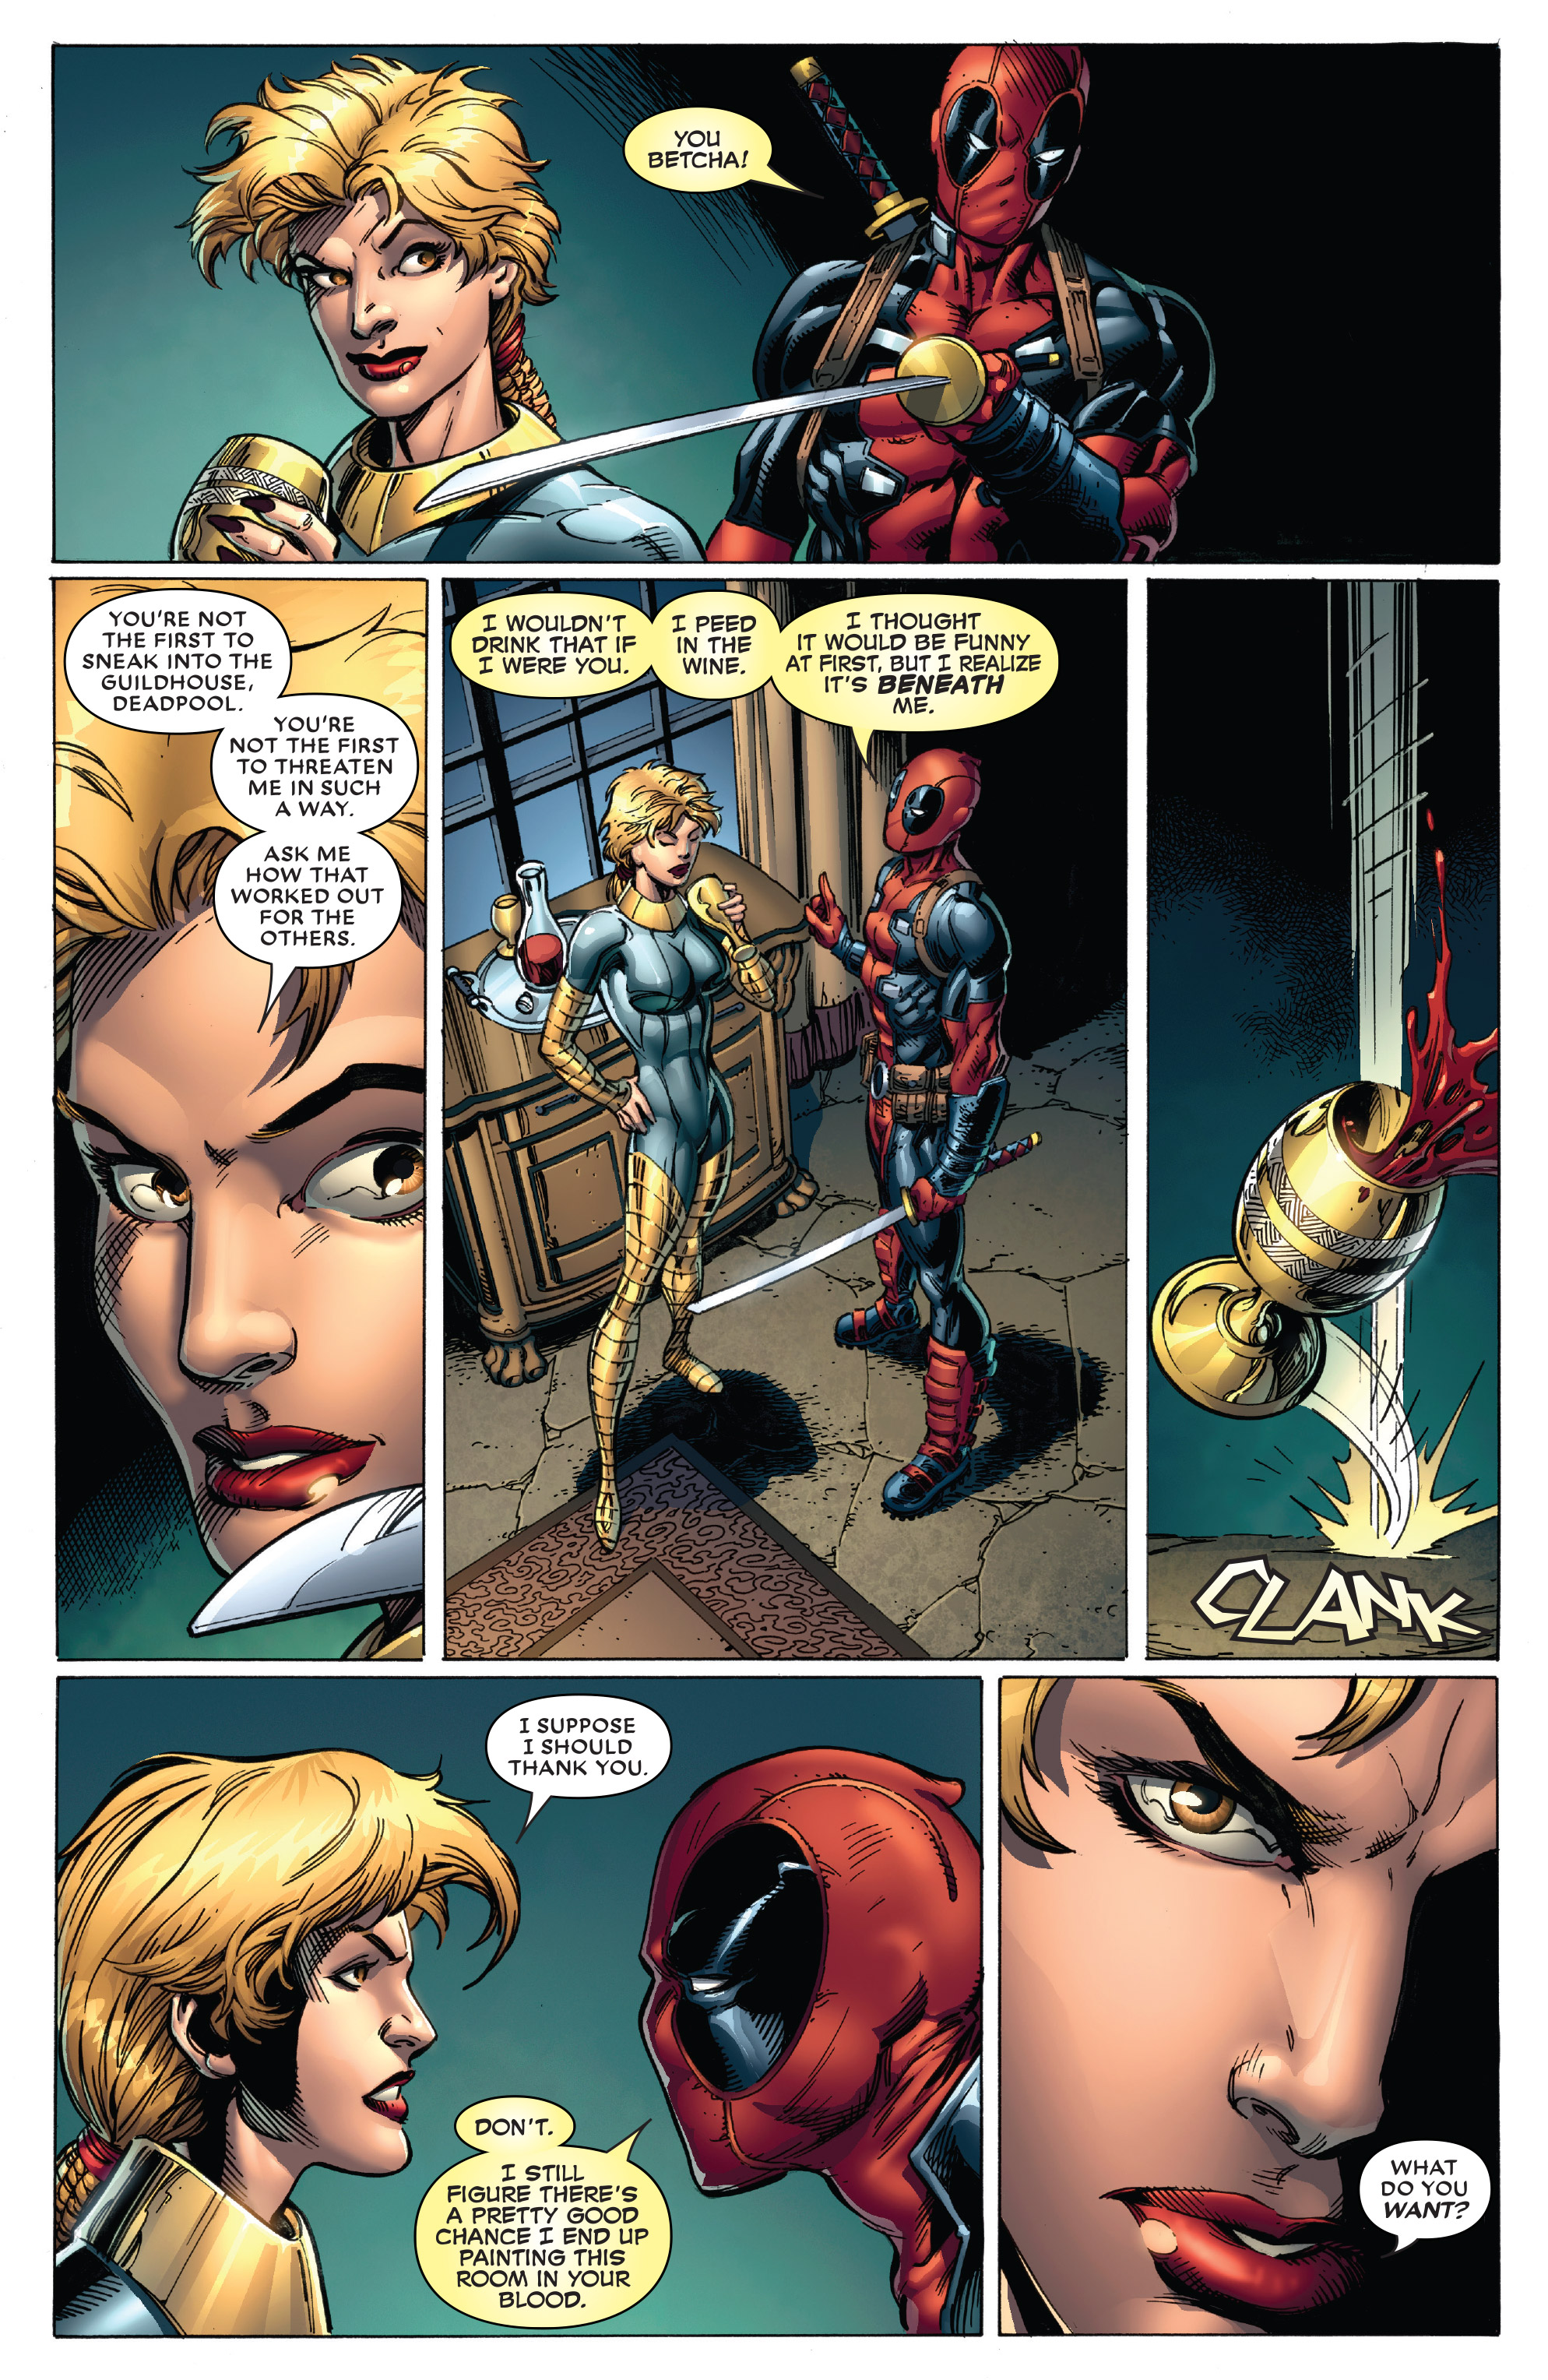 YOU
BETCHA!
YOU'RE NOT
THE FIRST TO
SNEAK INTO THE
GUILDHOUSE,
DEADPOOL.
YOU'RE
NOT THE FIRST
TO THREATEN
ME IN SUCH
A WAY.
ASK ME
HOW THAT
WORKED OUT
FOR THE
OTHERS.
I WOULDN'T
DRINK THAT IF
I WERE YOU.
I PEED
IN THE
WINE.
I THOUGHT
IT WOULD BE FUNNY
AT FIRST, BUT I REALIZE
IT'S BENEATH
ME.
CLANK
I SUPPOSE
I SHOULD
THANK YOU.
DON'T.
I STILL
FIGURE THERE'S
A PRETTY GOOD
CHANCE I END UP
PAINTING THIS
ROOM IN YOUR
BLOOD.
WHAT
DO YOU
WANT?